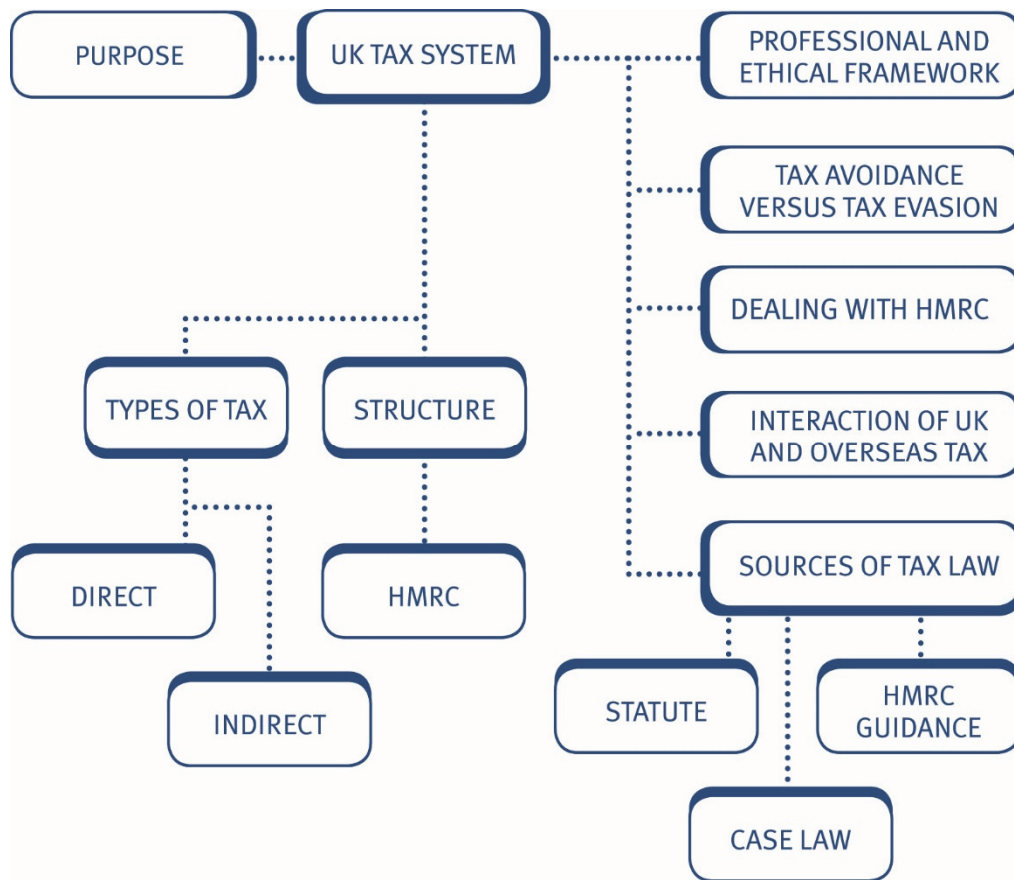 PURPOSE
UK TAX SYSTEM
PROFESSIONAL AND
ETHICAL FRAMEWORK
TAX AVOIDANCE
VERSUS TAX EVASION
DEALING WITH HMRC
TYPES OF TAX
STRUCTURE
INTERACTION OF UK
AND OVERSEAS TAX
DIRECT
HMRC
SOURCES OF TAX LAW
INDIRECT
STATUTE
HMRC
GUIDANCE
CASE LAW